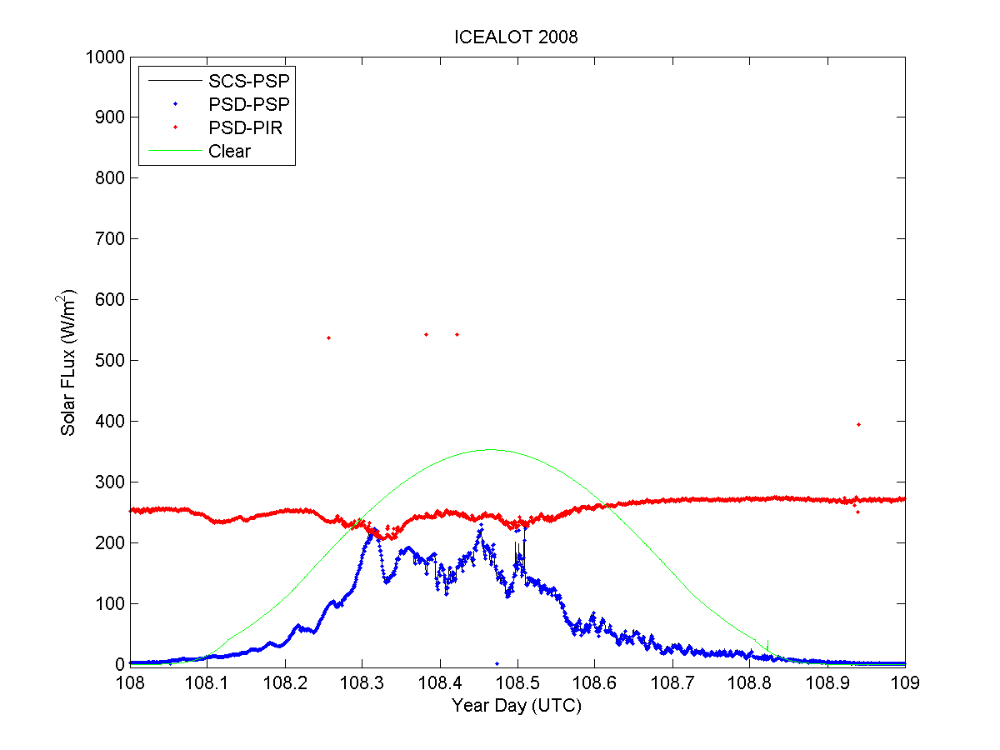 ICEALOT 2008
1000
900
800
700
600
500
400
300
200
100
0
SCS-PSP
PSD-PSP
PSD-PIR
Clear
Solar FLux (W/m2)
108 108.1 108.2 108.3 108.4 108.5 108.6 108.7 108.8 108.9 109
Year Day (UTC)